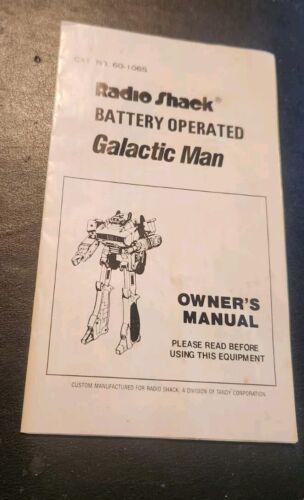 CAT. NO. 60-1065
Radio Shack®
BATTERY OPERATED
Galactic Man
OWNER'S
MANUAL
PLEASE READ BEFORE
USING THIS EQUIPMENT
CUSTOM MANUFACTURED FOR RADIO SHACK, A DIVISION OF TANDY CORPORATION